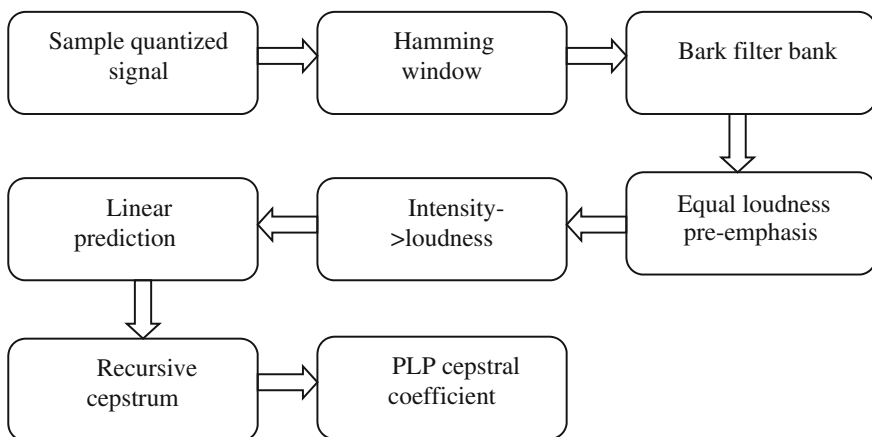 Sample quantized
signal
Hamming
window
Bark filter bank
Equal loudness
pre-emphasis
Intensity-
>loudness
Linear
prediction
Recursive
cepstrum
PLP cepstral
coefficient